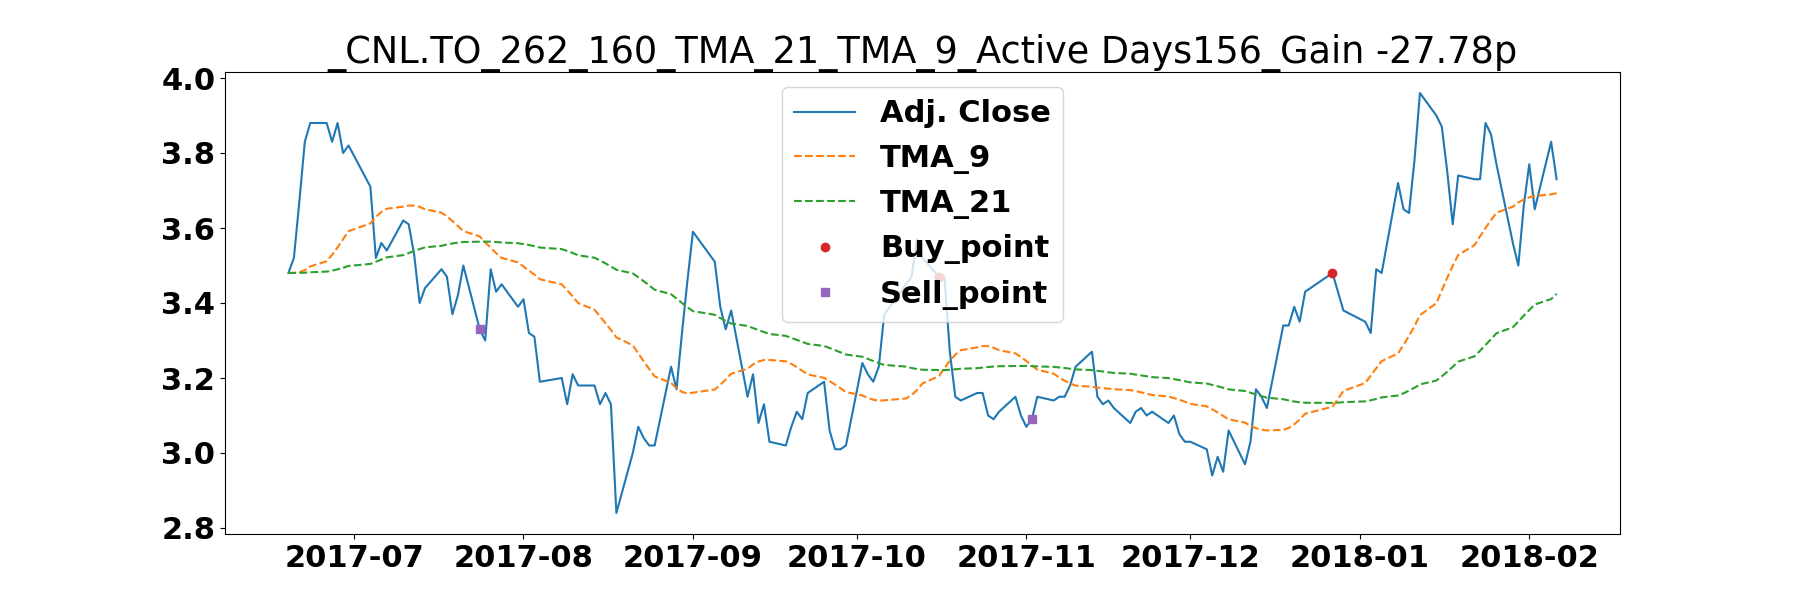 _CNL.TO_262_160_TMA_21_TMA_9_Active Days156_Gain -27.78p
4.0
3.8
3.6
3.4
3.2
3.0
2.8
Adj. Close
TMA_9
TMA_21
Buy_point
Sell_point
2017-07 2017-08 2017-09 2017-10 2017-11 2017-12 2018-01 2018-02